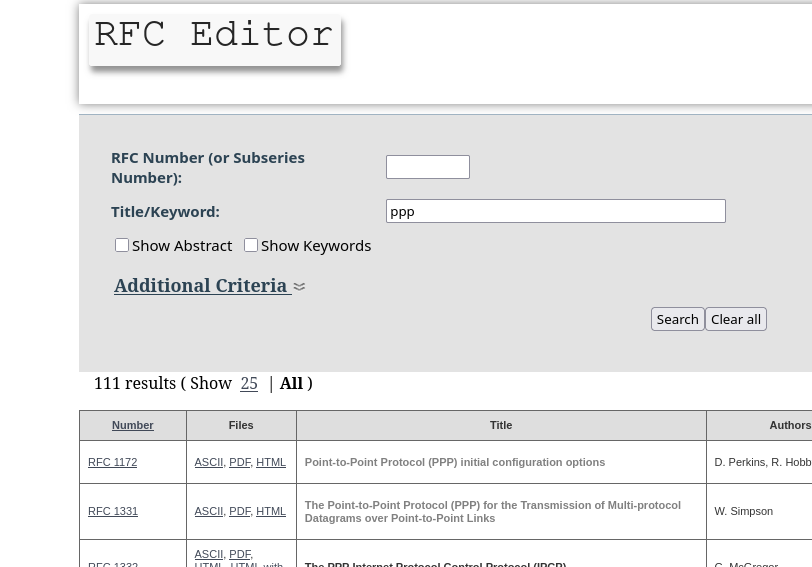 RFC Editor
RFC Number (or Subseries
Number):
Title/Keyword:
ppp
Show Abstract Show Keywords
Additional Criteria
Search Clear all
111 results ( Show 25 | All )
Number Files Title Authors
RFC 1172 ASCII, PDF, HTML Point-to-Point Protocol (PPP) initial configuration options D. Perkins, R. Hobb
RFC 1331 ASCII, PDF, HTML The Point-to-Point Protocol (PPP) for the Transmission of Multi-protocol
Datagrams over Point-to-Point Links W. Simpson
ASCII, PDF,
RFC 1332 HTML, HTML with The PPP Internet Protocol Control Protocol (IPCP) G. McGregor